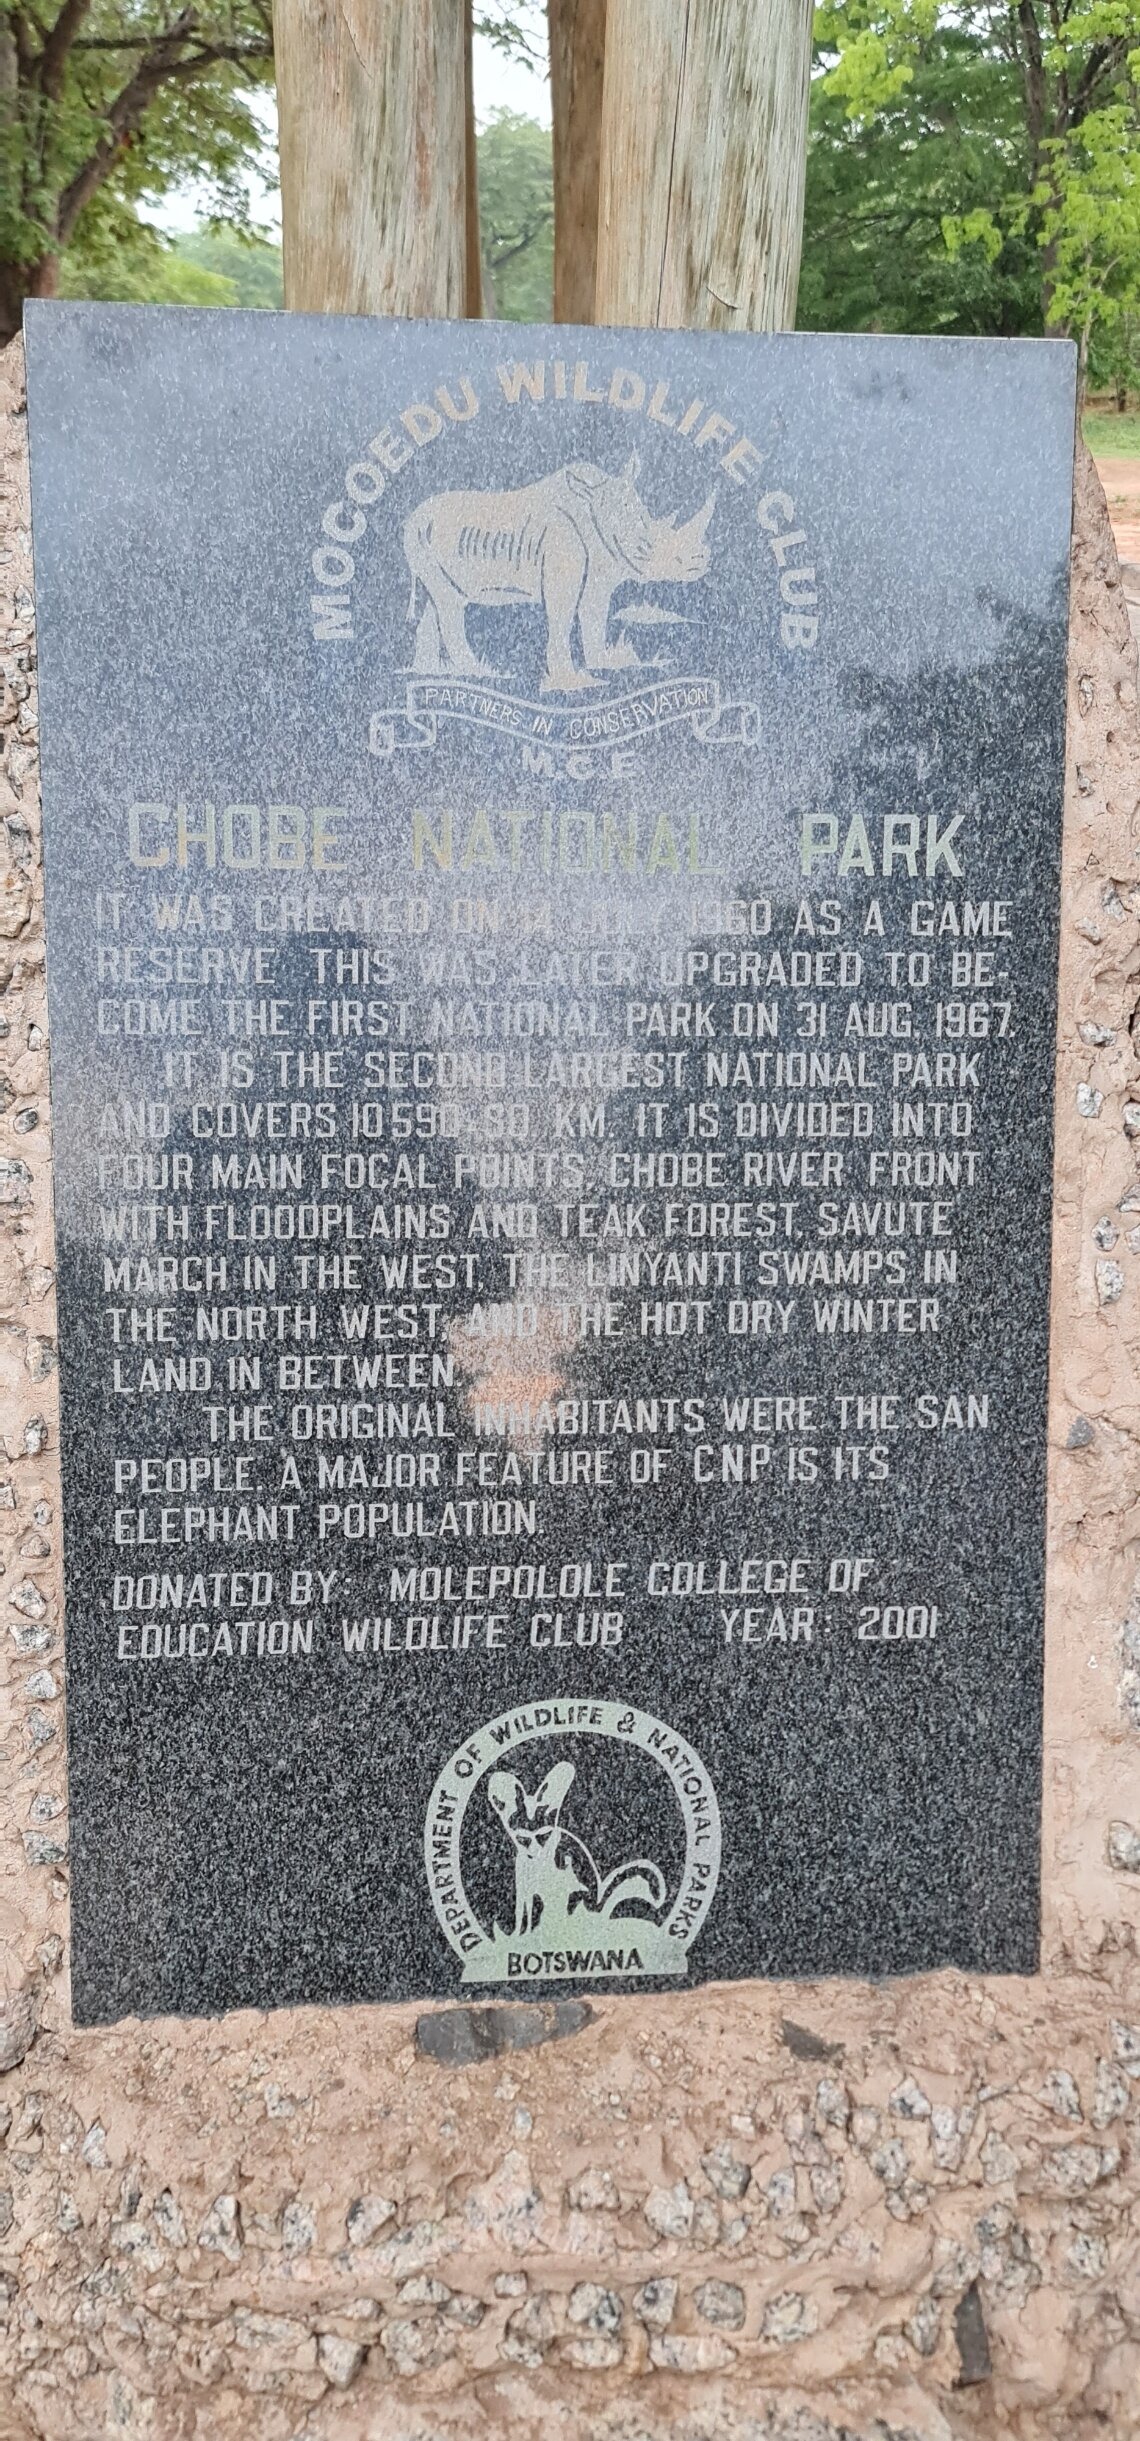 MOCOEDU WILDLIFE CLUB
PARTNERS IN CONSERVATION
M.C.E
CHOBE NATIONAL PARK
IT WAS CREATED ON 14 JULY 1960 AS A GAME
RESERVE. THIS WAS LATER UPGRADED TO BE-
COME THE FIRST NATIONAL PARK ON 31 AUG. 1967.
IT IS THE SECOND LARGEST NATIONAL PARK
AND COVERS 10590 SQ. KM. IT IS DIVIDED INTO
FOUR MAIN FOCAL POINTS, CHOBE RIVER FRONT
WITH FLOODPLAINS AND TEAK FOREST, SAVUTE
MARCH IN THE WEST, THE LINYANTI SWAMPS IN
THE NORTH WEST, AND THE HOT DRY WINTER
LAND IN BETWEEN.
THE ORIGINAL INHABITANTS WERE THE SAN
PEOPLE. A MAJOR FEATURE OF CNP IS ITS
ELEPHANT POPULATION.
DONATED BY: MOLEPOLOLE COLLEGE OF
EDUCATION WILDLIFE CLUB YEAR: 2001
DEPARTMENT OF WILDLIFE & NATIONAL PARKS
BOTSWANA